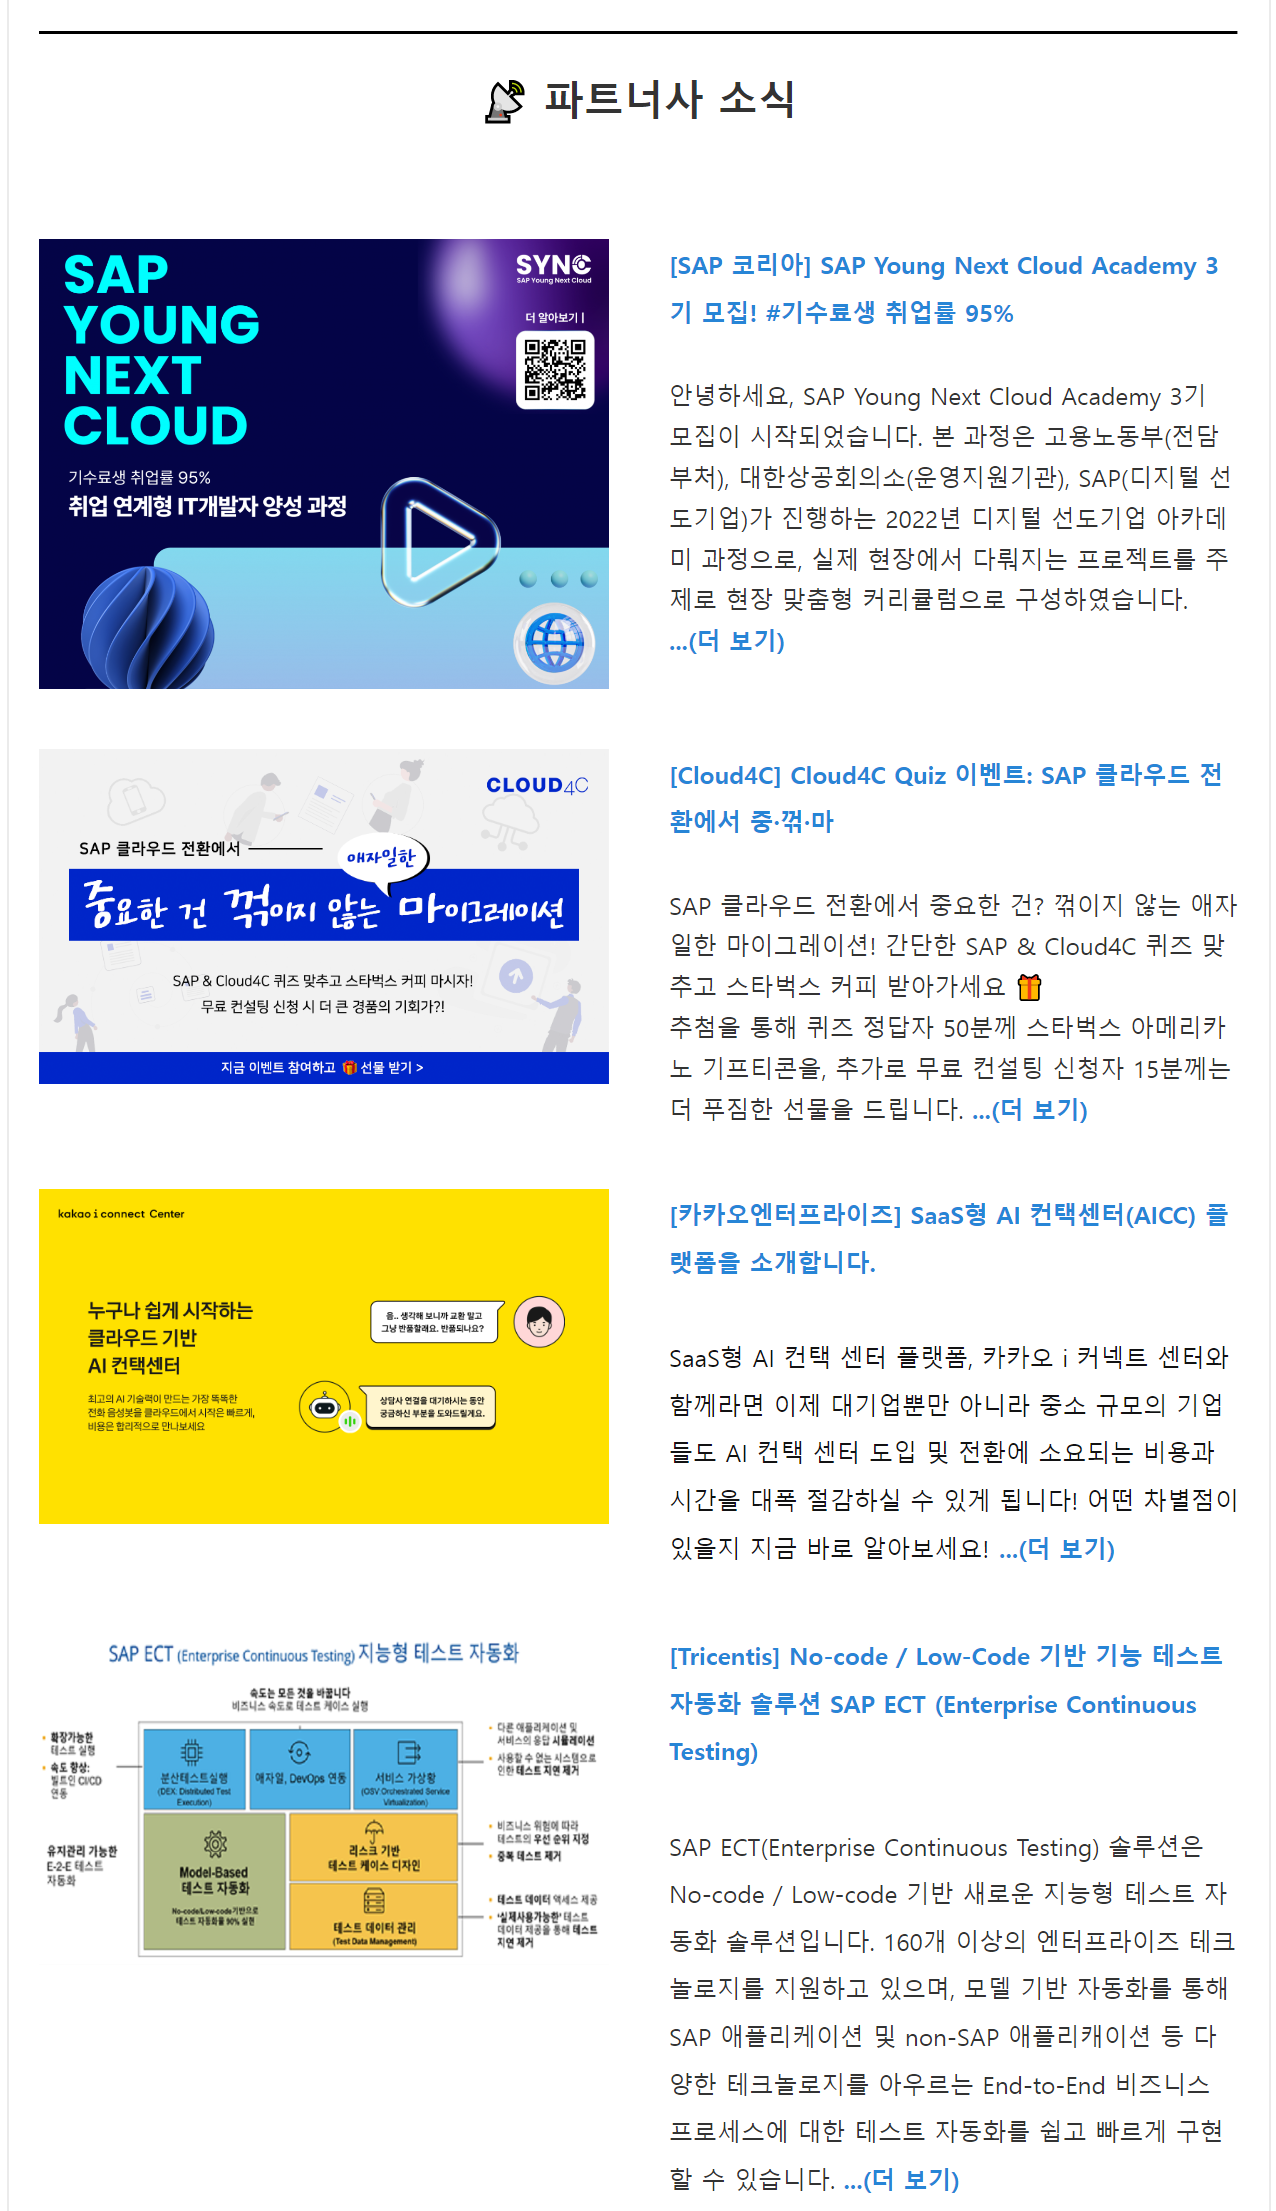 파트너사 소식
SAP
YOUNG
NEXT
CLOUD
기수료생 취업률 95%
취업 연계형 IT개발자 양성 과정
SYNC
SAP Young Next Cloud
더 알아보기 |
[SAP 코리아] SAP Young Next Cloud Academy 3
기 모집! #기수료생 취업률 95%
안녕하세요, SAP Young Next Cloud Academy 3기
모집이 시작되었습니다. 본 과정은 고용노동부(전담
부처), 대한상공회의소(운영지원기관), SAP(디지털 선
도기업)가 진행하는 2022년 디지털 선도기업 아카데
미 과정으로, 실제 현장에서 다뤄지는 프로젝트를 주
제로 현장 맞춤형 커리큘럼으로 구성하였습니다.
...(더 보기)
CLOUD4C
SAP 클라우드 전환에서
애자일한
중요한 건 꺾이지 않는 마이그레이션
SAP & Cloud4C 퀴즈 맞추고 스타벅스 커피 마시자!
무료 컨설팅 신청 시 더 큰 경품의 기회가?!
지금 이벤트 참여하고 🎁 선물 받기 >
[Cloud4C] Cloud4C Quiz 이벤트: SAP 클라우드 전
환에서 중·꺾·마
SAP 클라우드 전환에서 중요한 건? 꺾이지 않는 애자
일한 마이그레이션! 간단한 SAP & Cloud4C 퀴즈 맞
추고 스타벅스 커피 받아가세요 🎁
추첨을 통해 퀴즈 정답자 50분께 스타벅스 아메리카
노 기프티콘을, 추가로 무료 컨설팅 신청자 15분께는
더 푸짐한 선물을 드립니다. ...(더 보기)
kakao i connect Center
누구나 쉽게 시작하는
클라우드 기반
AI 컨택센터
최고의 AI 기술력이 만드는 가장 똑똑한
전화 음성봇을 클라우드에서 시작은 빠르게,
비용은 합리적으로 만나보세요
음.. 생각해 보니까 교환 말고
그냥 반품할래요. 반품되나요?
상담사 연결을 대기하시는 동안
궁금하신 부분을 도와드릴게요.
[카카오엔터프라이즈] SaaS형 AI 컨택센터(AICC) 플
랫폼을 소개합니다.
SaaS형 AI 컨택 센터 플랫폼, 카카오 i 커넥트 센터와
함께라면 이제 대기업뿐만 아니라 중소 규모의 기업
들도 AI 컨택 센터 도입 및 전환에 소요되는 비용과
시간을 대폭 절감하실 수 있게 됩니다! 어떤 차별점이
있을지 지금 바로 알아보세요! ...(더 보기)
SAP ECT (Enterprise Continuous Testing) 지능형 테스트 자동화
속도는 모든 것을 바꿉니다
비즈니스 속도로 테스트 케이스 실행
• 확장가능한
테스트 실행
• 속도 향상:
빌트인 CI/CD
연동
유지관리 가능한
E-2-E 테스트
자동화
분산테스트실행
(DEX: Distributed Test
Execution)
애자일, DevOps 연동
서비스 가상황
(OSV:Orchestrated Service
Virtualization)
Model-Based
테스트 자동화
No-code/Low-code기반으로
테스트 자동화율 90% 실현
리스크 기반
테스트 케이스 디자인
테스트 데이터 관리
(Test Data Management)
• 다른 애플리케이션 및
서비스의 응답 시뮬레이션
• 사용할 수 없는 시스템으로
인한 테스트 지연 제거
• 비즈니스 위험에 따라
테스트의 우선 순위 지정
• 중복 테스트 제거
• 테스트 데이터 액세스 제공
• '실제사용가능한' 테스트
데이터 제공을 통해 테스트
지연 제거
[Tricentis] No-code / Low-Code 기반 기능 테스트
자동화 솔루션 SAP ECT (Enterprise Continuous
Testing)
SAP ECT(Enterprise Continuous Testing) 솔루션은
No-code / Low-code 기반 새로운 지능형 테스트 자
동화 솔루션입니다. 160개 이상의 엔터프라이즈 테크
놀로지를 지원하고 있으며, 모델 기반 자동화를 통해
SAP 애플리케이션 및 non-SAP 애플리캐이션 등 다
양한 테크놀로지를 아우르는 End-to-End 비즈니스
프로세스에 대한 테스트 자동화를 쉽고 빠르게 구현
할 수 있습니다. ...(더 보기)